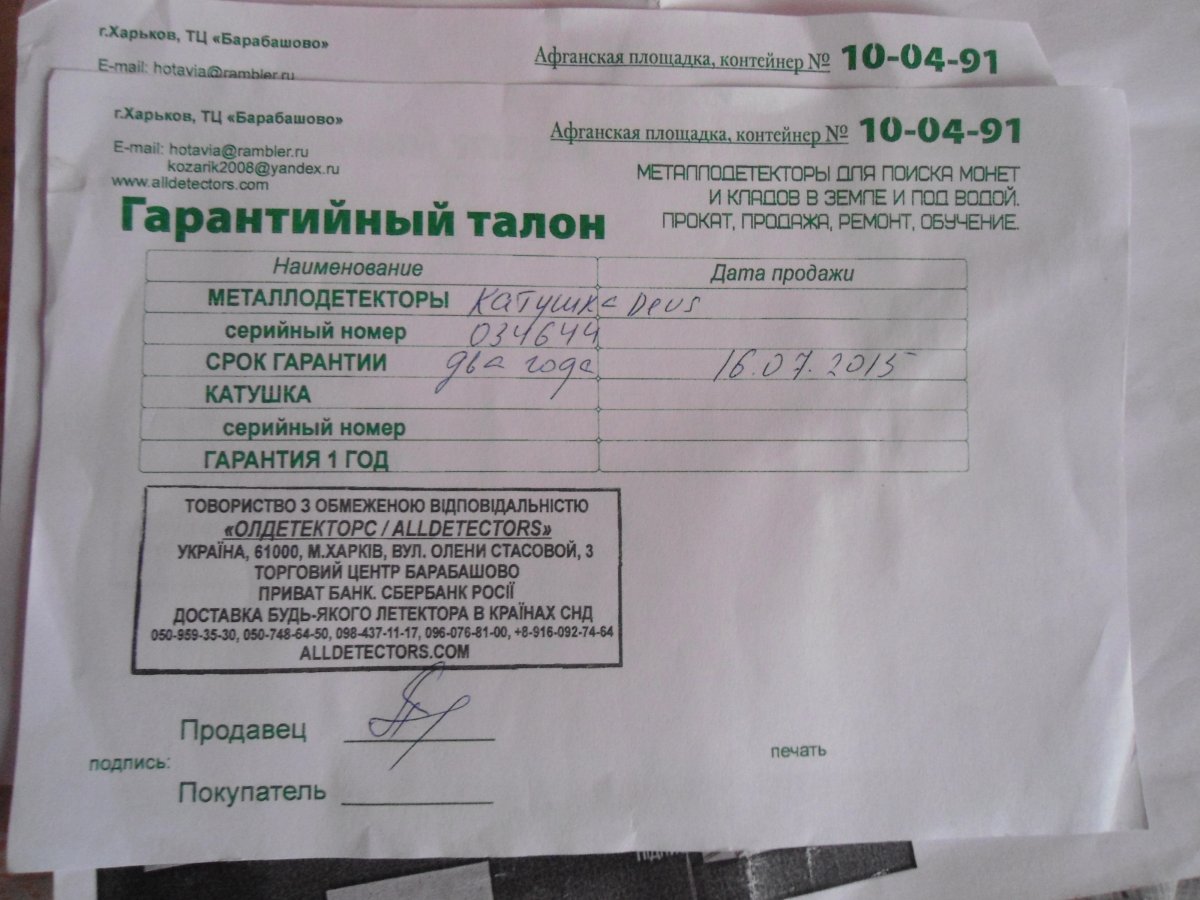 г.Харьков, ТЦ «Барабашово»
Афганская площадка, контейнер № 10-04-91
E-mail: hotavia@rambler.ru
г.Харьков, ТЦ «Барабашово»
Афганская площадка, контейнер № 10-04-91
E-mail: hotavia@rambler.ru
kozarik2008@yandex.ru
www.alldetectors.com
МЕТАЛЛОДЕТЕКТОРЫ ДЛЯ ПОИСКА МОНЕТ
И КЛАДОВ В ЗЕМЛЕ И ПОД ВОДОЙ.
ПРОКАТ, ПРОДАЖА, РЕМОНТ, ОБУЧЕНИЕ.
Гарантийный талон
Наименование Дата продажи
МЕТАЛЛОДЕТЕКТОРЫ Катушка Deus
серийный номер 034644
СРОК ГАРАНТИИ два года 16.07.2015
КАТУШКА
серийный номер
ГАРАНТИЯ 1 ГОД
ТОВОРИСТВО З ОБМЕЖЕНОЮ ВІДПОВІДАЛЬНІСТЮ
«ОЛДЕТЕКТОРС / ALLDETECTORS»
УКРАЇНА, 61000, М.ХАРКІВ, ВУЛ. ОЛЕНИ СТАСОВОЙ, 3
ТОРГОВИЙ ЦЕНТР БАРАБАШОВО
ПРИВАТ БАНК. СБЕРБАНК РОСІЇ
ДОСТАВКА БУДЬ-ЯКОГО ЛЕТЕКТОРА В КРАЇНАХ СНД
050-959-35-30, 050-748-64-50, 098-437-11-17, 096-076-81-00, +8-916-092-74-64
ALLDETECTORS.COM
Продавец
подпись:
печать
Покупатель